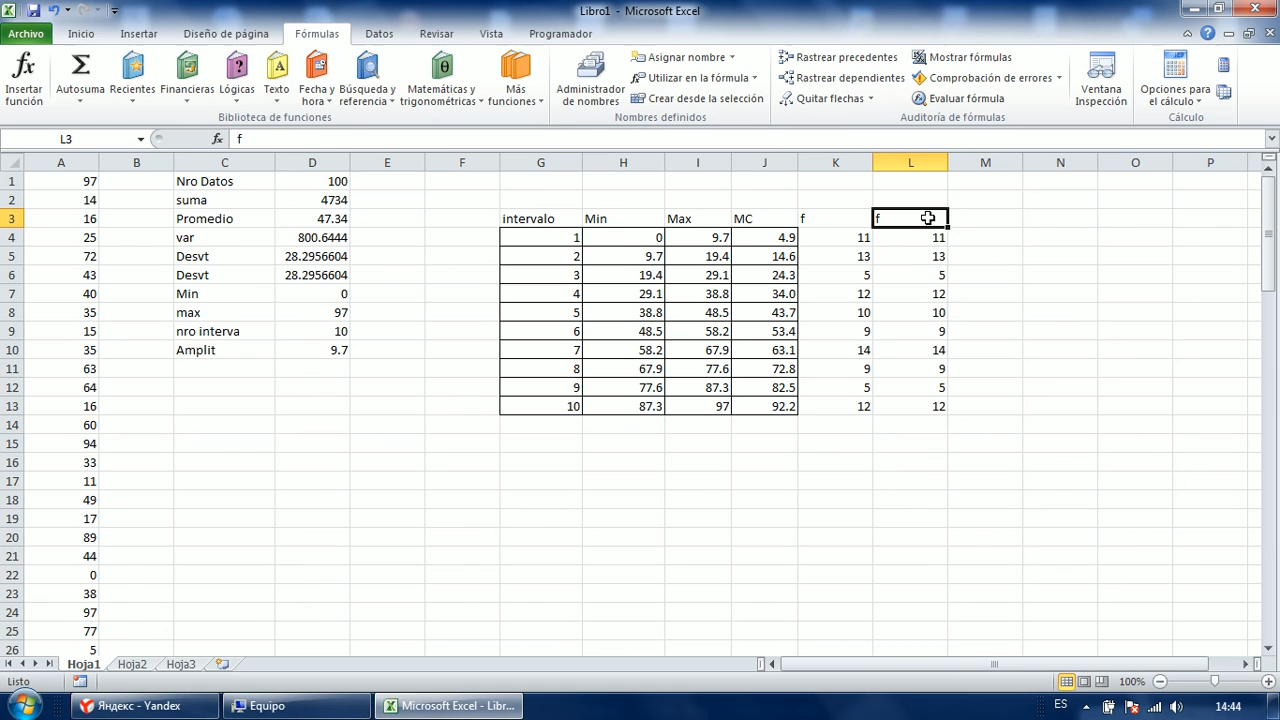 Libro1 - Microsoft Excel
Archivo Inicio Insertar Diseño de página Fórmulas Datos Revisar Vista Programador
fx Σ θ ?
Insertar función
Autosuma
Recientes
Financieras
Lógicas
Texto
Fecha y hora
Búsqueda y referencia
Matemáticas y trigonométricas
Más funciones
Biblioteca de funciones
Administrador de nombres
Asignar nombre
Utilizar en la fórmula
Crear desde la selección
Nombres definidos
Rastrear precedentes
Rastrear dependientes
Quitar flechas
Mostrar fórmulas
Comprobación de errores
Evaluar fórmula
Auditoría de fórmulas
Ventana Inspección
Opciones para el cálculo
Cálculo
L3 fx f
A B C D E F G H I J K L M N O P
1 97 Nro Datos 100
2 14 suma 4734
3 16 Promedio 47.34 intervalo Min Max MC f f
4 25 var 800.6444 1 0 9.7 4.9 11 11
5 72 Desvt 28.2956604 2 9.7 19.4 14.6 13 13
6 43 Desvt 28.2956604 3 19.4 29.1 24.3 5 5
7 40 Min 0 4 29.1 38.8 34.0 12 12
8 35 max 97 5 38.8 48.5 43.7 10 10
9 15 nro interva 10 6 48.5 58.2 53.4 9 9
10 35 Amplit 9.7 7 58.2 67.9 63.1 14 14
11 63 8 67.9 77.6 72.8 9 9
12 64 9 77.6 87.3 82.5 5 5
13 16 10 87.3 97 92.2 12 12
14 60
15 94
16 33
17 11
18 49
19 17
20 89
21 44
22 0
23 38
24 97
25 77
26 5
Hoja1 Hoja2 Hoja3
Listo 100%
Яндекс - Yandex Equipo Microsoft Excel - Libr... ES 14:44